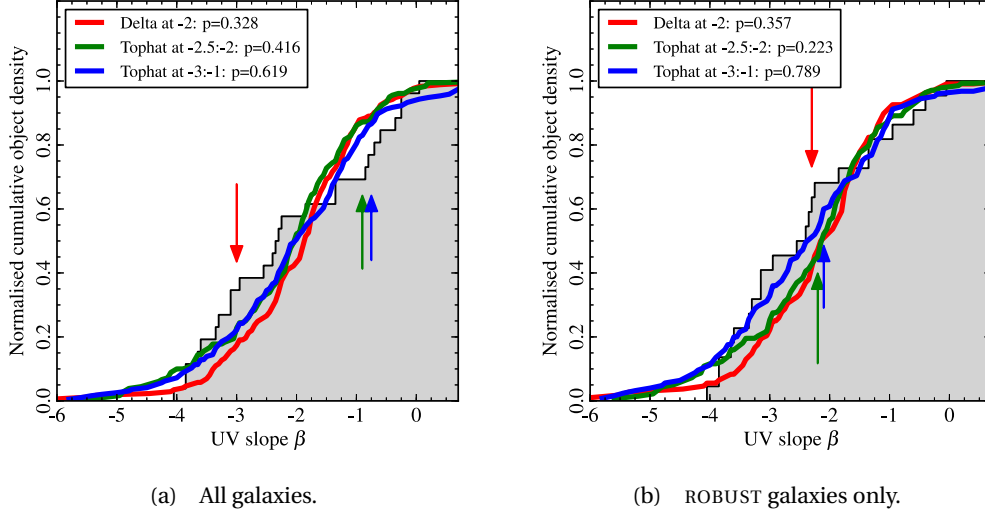 Delta at -2: p=0.328
Tophat at -2.5:-2: p=0.416
Tophat at -3:-1: p=0.619
Normalised cumulative object density
1.0
0.8
0.6
0.4
0.2
0.0
-6 -5 -4 -3 -2 -1 0
UV slope β
(a) All galaxies.
Delta at -2: p=0.357
Tophat at -2.5:-2: p=0.223
Tophat at -3:-1: p=0.789
Normalised cumulative object density
1.0
0.8
0.6
0.4
0.2
0.0
-6 -5 -4 -3 -2 -1 0
UV slope β
(b) ROBUST galaxies only.